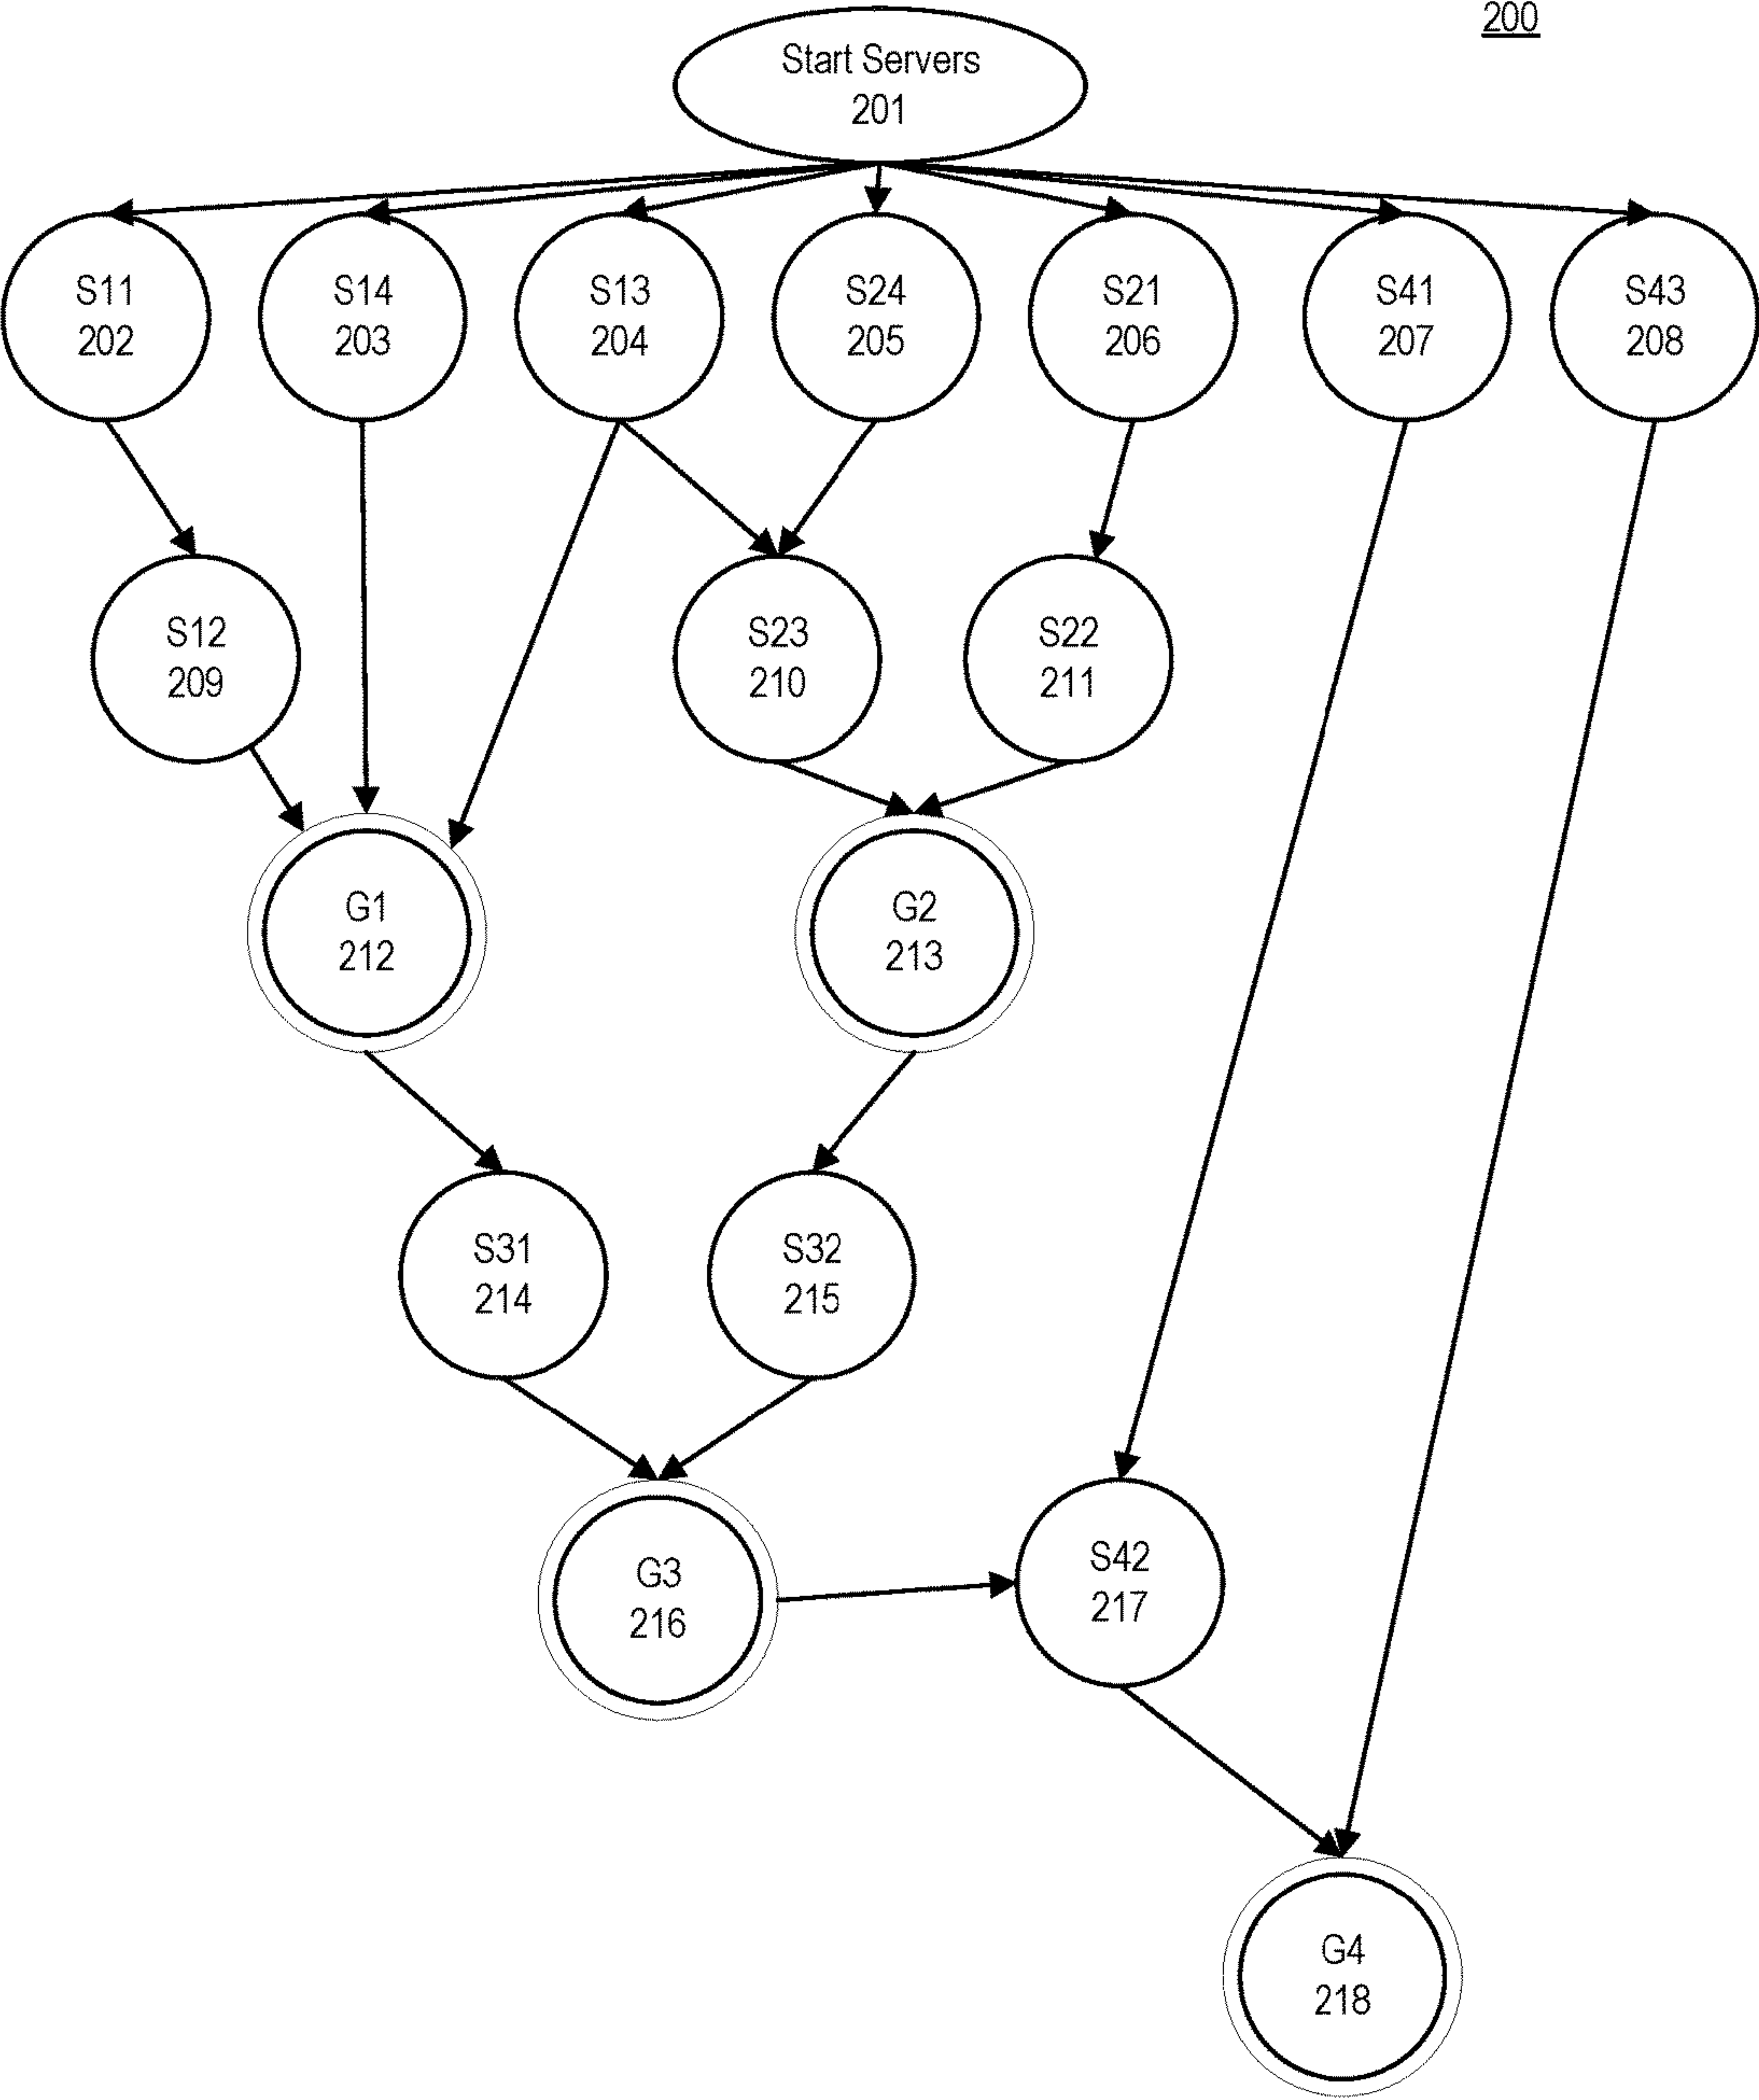 200
Start Servers
201
S11
202
S14
203
S13
204
S24
205
S21
206
S41
207
S43
208
S12
209
S23
210
S22
211
G1
212
G2
213
S31
214
S32
215
G3
216
S42
217
G4
218